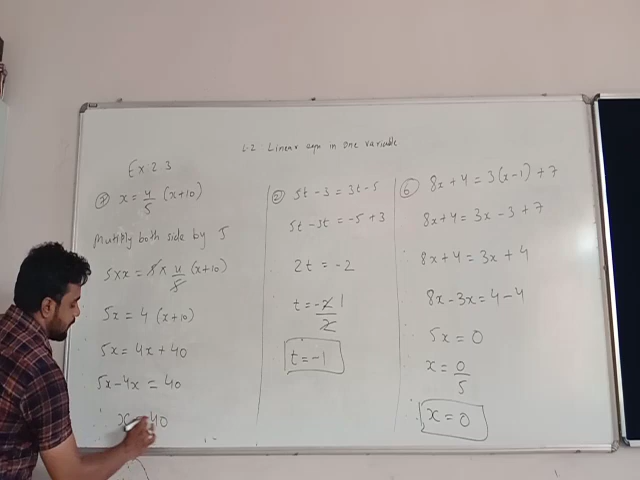 L-2 Linear eqns in one variable
Ex 2.3
⑦ x = 4/5 (x+10)
Multiply both side by 5
5×x = 5 × 4/5 (x+10)
5x = 4 (x+10)
5x = 4x + 40
5x - 4x = 40
x = 40
② 5t - 3 = 3t - 5
5t - 3t = -5 + 3
2t = -2
t = -2 1/2
t = -1
⑥ 8x + 4 = 3(x-1) + 7
8x + 4 = 3x - 3 + 7
8x + 4 = 3x + 4
8x - 3x = 4 - 4
5x = 0
x = 0/5
∴ x = 0